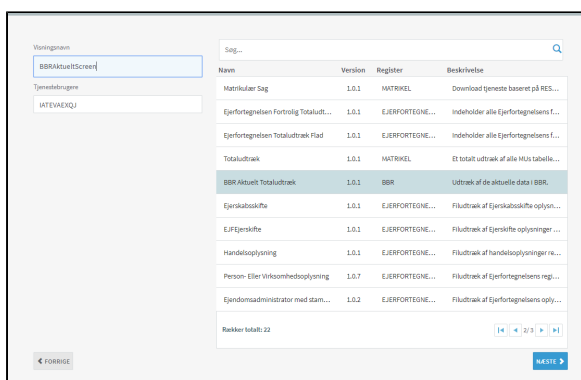 Visningsnavn
BBRAktueltScreen
Tjenestebrugere
IATEVAEXQJ
Søg...
Navn Version Register Beskrivelse
Matrikulær Sag 1.0.1 MATRIKEL Download tjeneste baseret på RES...
Ejerfortegnelsen Fortrolig Totaludt... 1.0.1 EJERFORTEGNE... Indeholder alle Ejerfortegnelsens f...
Ejerfortegnelsen Totaludtræk Flad 1.0.1 EJERFORTEGNE... Indeholder alle Ejerfortegnelsens f...
Totaludtræk 1.0.1 MATRIKEL Et totalt udtræk af alle MUs tabelle...
BBR Aktuelt Totaludtræk 1.0.1 BBR Udtræk af de aktuelle data i BBR.
Ejerskabsskifte 1.0.1 EJERFORTEGNE... Filudtræk af Ejerskabsskifte oplysn...
EJFEjerskifte 1.0.1 EJERFORTEGNE... Filudtræk af Ejerskifte oplysninger ...
Handelsoplysning 1.0.1 EJERFORTEGNE... Filudtræk af handelsoplysninger re...
Person- Eller Virksomhedsoplysning 1.0.7 EJERFORTEGNE... Filudtræk af Ejerfortegnelsens regi...
Ejendomsadministrator med stam... 1.0.2 EJERFORTEGNE... Filudtræk af Ejerfortegnelsens oply...
Rækker totalt: 22 2/3
FORRIGE NÆSTE